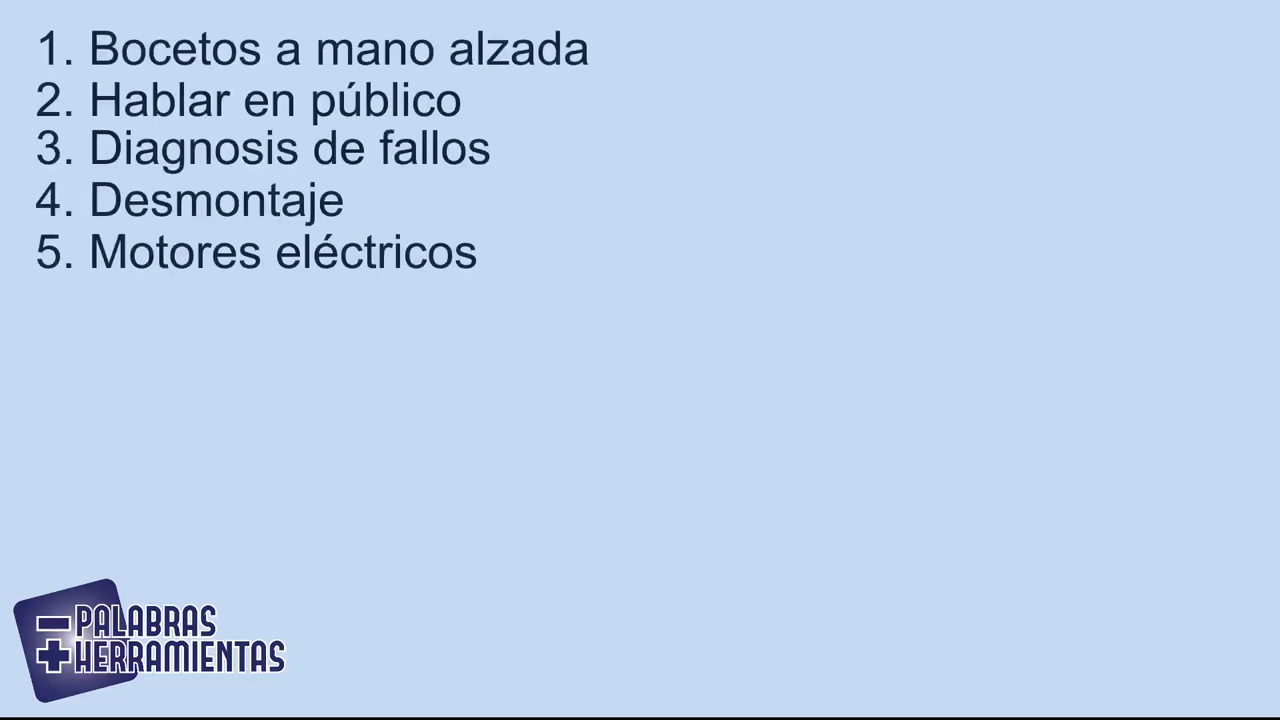 1. Bocetos a mano alzada
2. Hablar en público
3. Diagnosis de fallos
4. Desmontaje
5. Motores eléctricos
- PALABRAS
+ HERRAMIENTAS